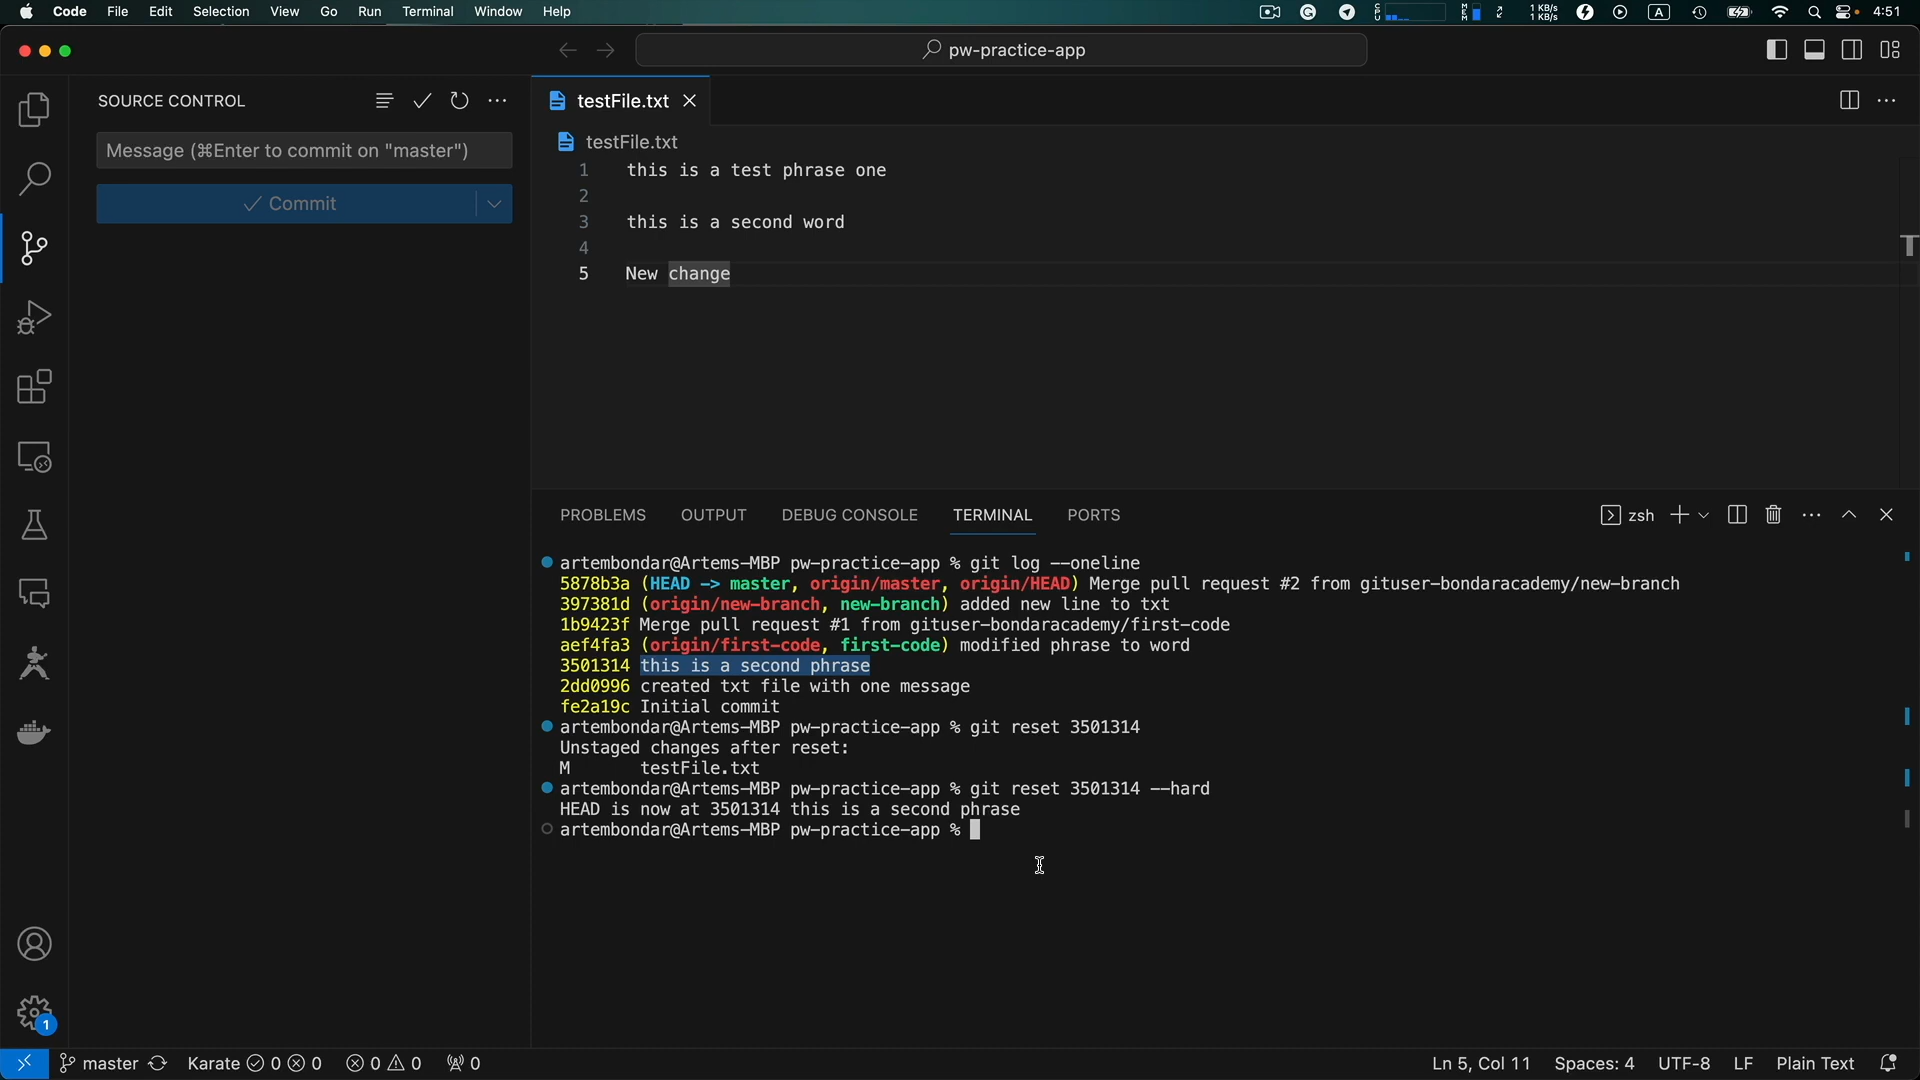 Code File Edit Selection View Go Run Terminal Window Help
CPU MEM 1 KB/s 1 KB/s A 4:51
pw-practice-app
SOURCE CONTROL
Message (⌘Enter to commit on "master")
Commit
testFile.txt
testFile.txt
1 this is a test phrase one
2
3 this is a second word
4
5 New change
PROBLEMS OUTPUT DEBUG CONSOLE TERMINAL PORTS
zsh
artembondar@Artems-MBP pw-practice-app % git log --oneline
5878b3a (HEAD -> master, origin/master, origin/HEAD) Merge pull request #2 from gituser-bondaracademy/new-branch
397381d (origin/new-branch, new-branch) added new line to txt
1b9423f Merge pull request #1 from gituser-bondaracademy/first-code
aef4fa3 (origin/first-code, first-code) modified phrase to word
3501314 this is a second phrase
2dd0996 created txt file with one message
fe2a19c Initial commit
artembondar@Artems-MBP pw-practice-app % git reset 3501314
Unstaged changes after reset:
M testFile.txt
artembondar@Artems-MBP pw-practice-app % git reset 3501314 --hard
HEAD is now at 3501314 this is a second phrase
artembondar@Artems-MBP pw-practice-app %
1
master Karate 0 0 0 0 0
Ln 5, Col 11 Spaces: 4 UTF-8 LF Plain Text